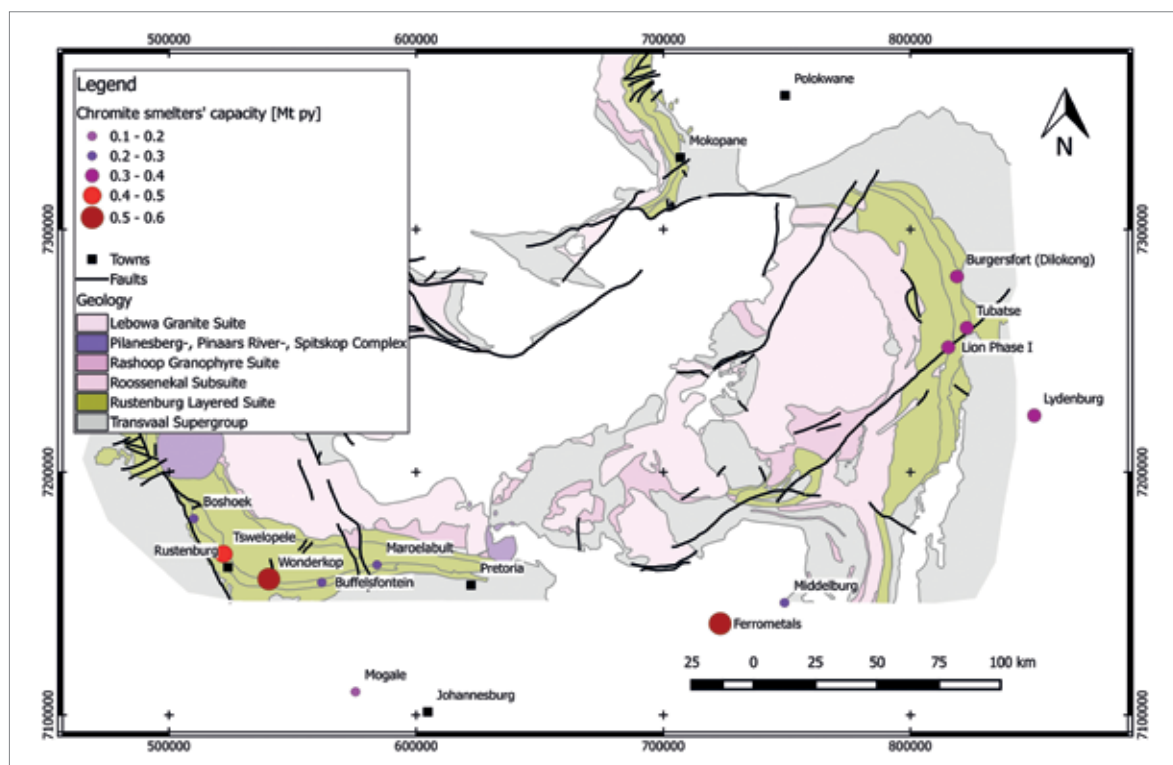 500000
600000
700000
800000
Legend
Chromite smelters' capacity [Mt py]
0.1 - 0.2
0.2 - 0.3
0.3 - 0.4
0.4 - 0.5
0.5 - 0.6
Towns
Faults
Geology
Lebowa Granite Suite
Pilanesberg-, Pinaars River-, Spitskop Complex
Rashoop Granophyre Suite
Roossenekal Subsuite
Rustenburg Layered Suite
Transvaal Supergroup
Polokwane
N
Mokopane
7300000
7300000
Burgersfort (Dilokong)
Tubatse
Lion Phase I
Lydenburg
7200000
7200000
Boshoek
Tswelopele
Rustenburg
Wonderkop
Maroelabult
Buffelsfontein
Pretoria
Middelburg
Ferrometals
25 0 25 50 75 100 km
Mogale
Johannesburg
7100000
7100000
500000
600000
700000
800000